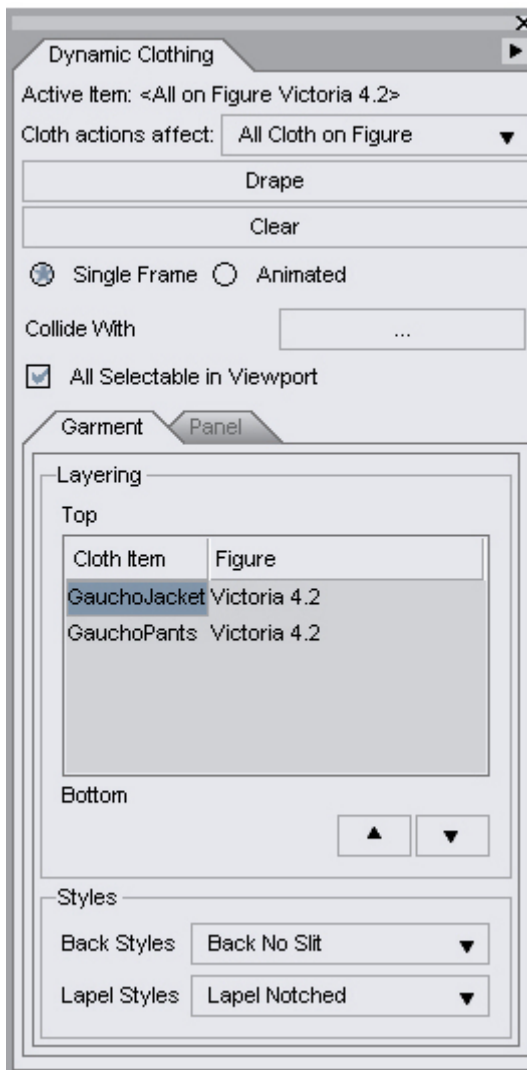 Dynamic Clothing
Active Item: <All on Figure Victoria 4.2>
Cloth actions affect: All Cloth on Figure
Drape
Clear
Single Frame Animated
Collide With ...
All Selectable in Viewport
Garment Panel
Layering
Top
Cloth Item Figure
GauchoJacket Victoria 4.2
GauchoPants Victoria 4.2
Bottom
Styles
Back Styles Back No Slit
Lapel Styles Lapel Notched